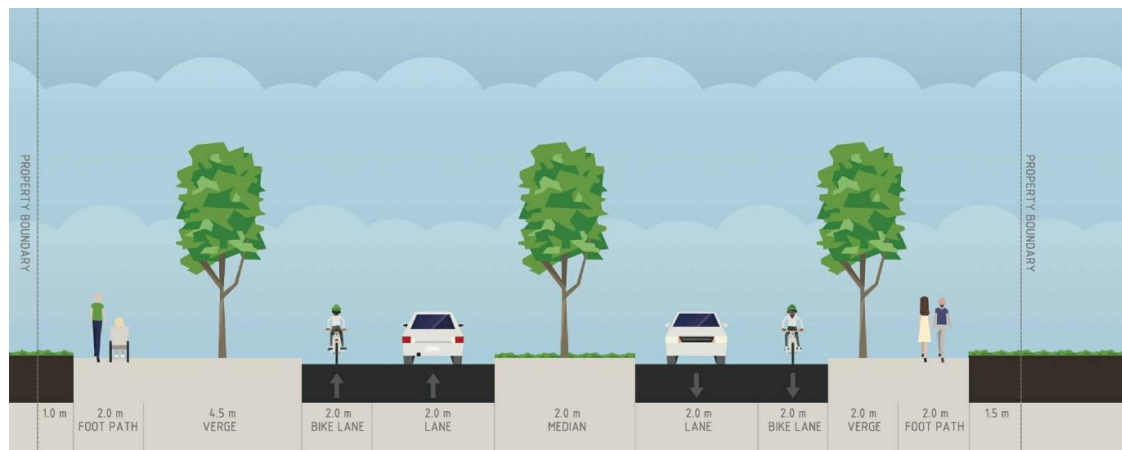 PROPERTY BOUNDARY
PROPERTY BOUNDARY
1.0 m
2.0 m
FOOT PATH
4.5 m
VERGE
2.0 m
BIKE LANE
2.0 m
LANE
2.0 m
MEDIAN
2.0 m
LANE
2.0 m
BIKE LANE
2.0 m
VERGE
2.0 m
FOOT PATH
1.5 m